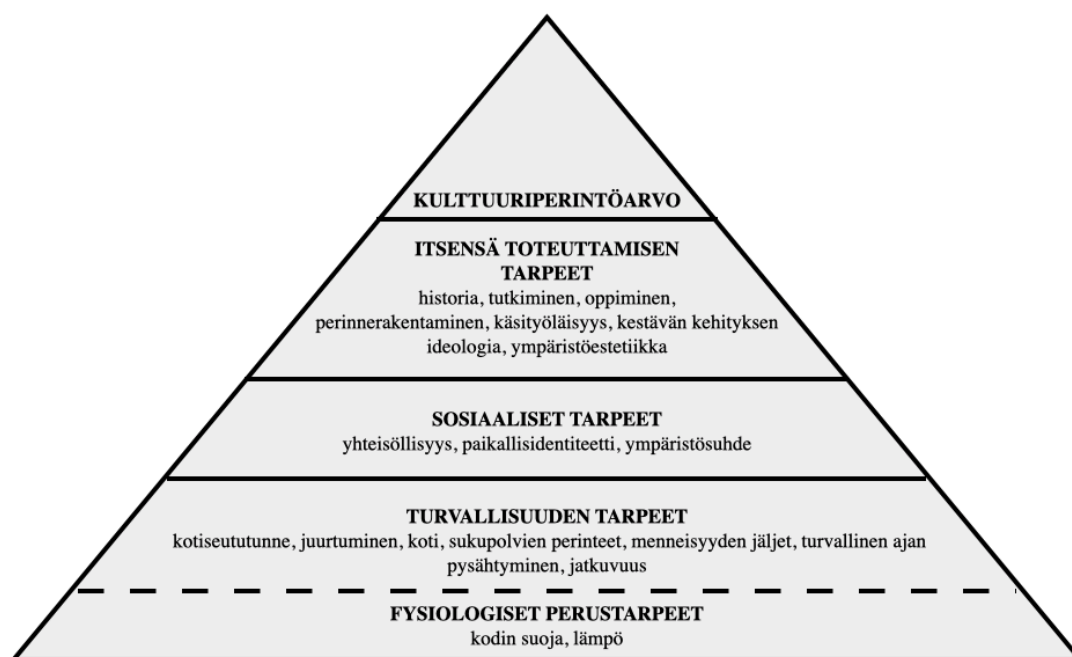 KULTTUURIPERINTÖARVO
ITSENSÄ TOTEUTTAMISEN
TARPEET
historia, tutkiminen, oppiminen,
perinnerakentaminen, käsityöläisyys, kestävän kehityksen
ideologia, ympäristöestetiikka
SOSIAALISET TARPEET
yhteisöllisyys, paikallisidentiteetti, ympäristösuhde
TURVALLISUUDEN TARPEET
kotiseututunne, juurtuminen, koti, sukupolvien perinteet, menneisyyden jäljet, turvallinen ajan
pysähtyminen, jatkuvuus
FYSIOLOGISET PERUSTARPEET
kodin suoja, lämpö